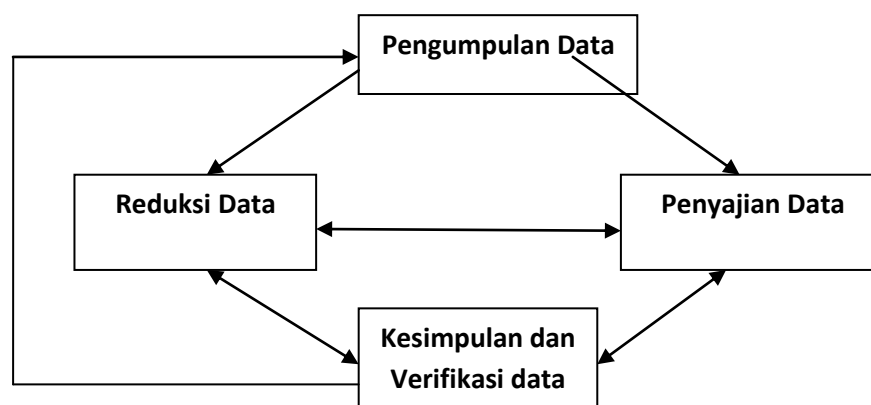 Pengumpulan Data
Reduksi Data
Penyajian Data
Kesimpulan dan
Verifikasi data